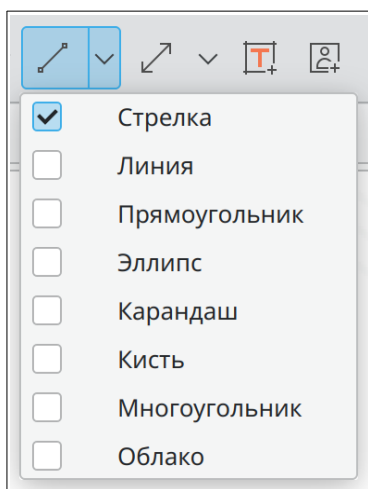 Стрелка
Линия
Прямоугольник
Эллипс
Карандаш
Кисть
Многоугольник
Облако